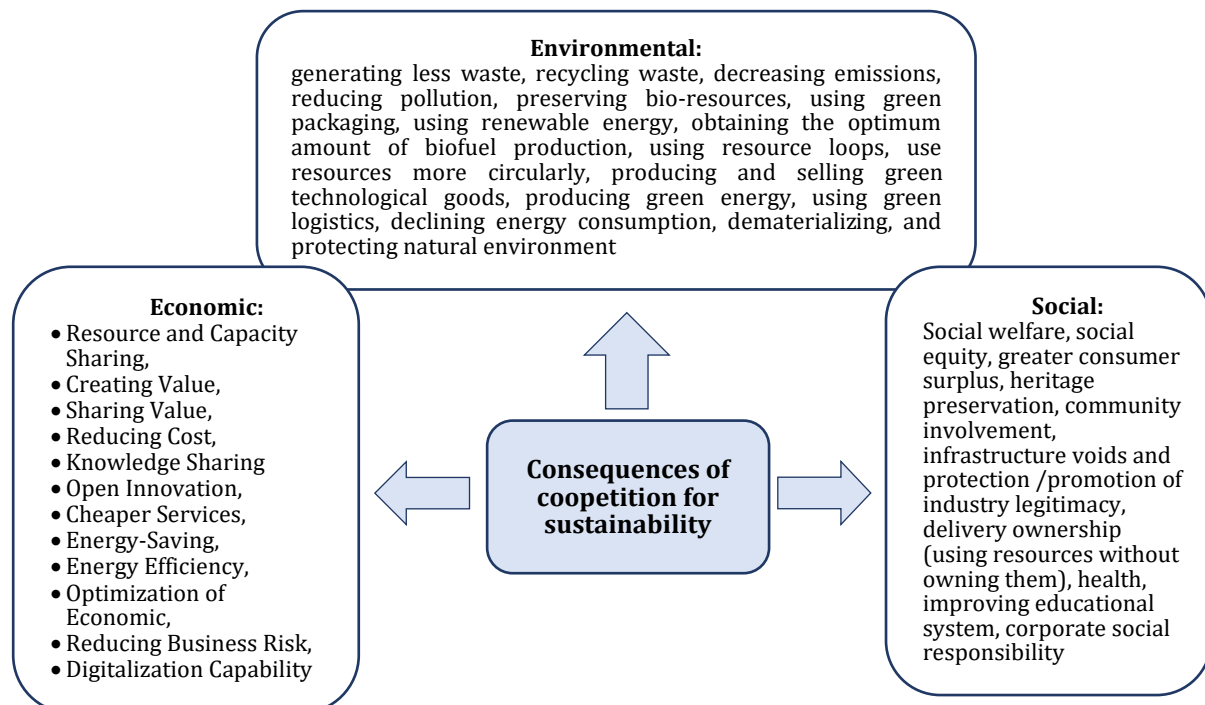 Environmental:
generating less waste, recycling waste, decreasing emissions,
reducing pollution, preserving bio-resources, using green
packaging, using renewable energy, obtaining the optimum
amount of biofuel production, using resource loops, use
resources more circularly, producing and selling green
technological goods, producing green energy, using green
logistics, declining energy consumption, dematerializing, and
protecting natural environment
Economic:
• Resource and Capacity
Sharing,
• Creating Value,
• Sharing Value,
• Reducing Cost,
• Knowledge Sharing
• Open Innovation,
• Cheaper Services,
• Energy-Saving,
• Energy Efficiency,
• Optimization of
Economic,
• Reducing Business Risk,
• Digitalization Capability
Consequences of
coopetition for
sustainability
Social:
Social welfare, social
equity, greater consumer
surplus, heritage
preservation, community
involvement,
infrastructure voids and
protection /promotion of
industry legitimacy,
delivery ownership
(using resources without
owning them), health,
improving educational
system, corporate social
responsibility